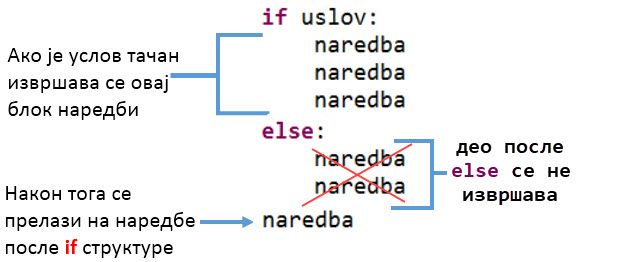 Ако је услов тачан
извршава се овај
блок наредби
if uslov:
naredba
naredba
naredba
else:
naredba
naredba
део после
else се не
извршава
Након тога се
прелази на наредбе
после if структуре
naredba